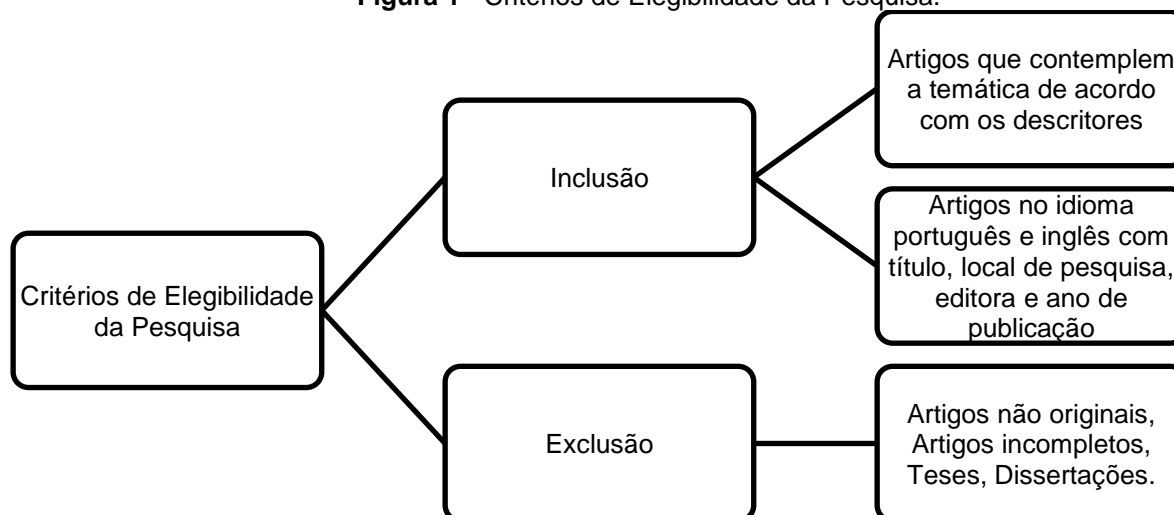 Figura 1 - Critérios de Elegibilidade da Pesquisa.
Artigos que contemplem
a temática de acordo
com os descritores
Inclusão
Artigos no idioma
português e inglês com
título, local de pesquisa,
editora e ano de
publicação
Critérios de Elegibilidade
da Pesquisa
Exclusão
Artigos não originais,
Artigos incompletos,
Teses, Dissertações.